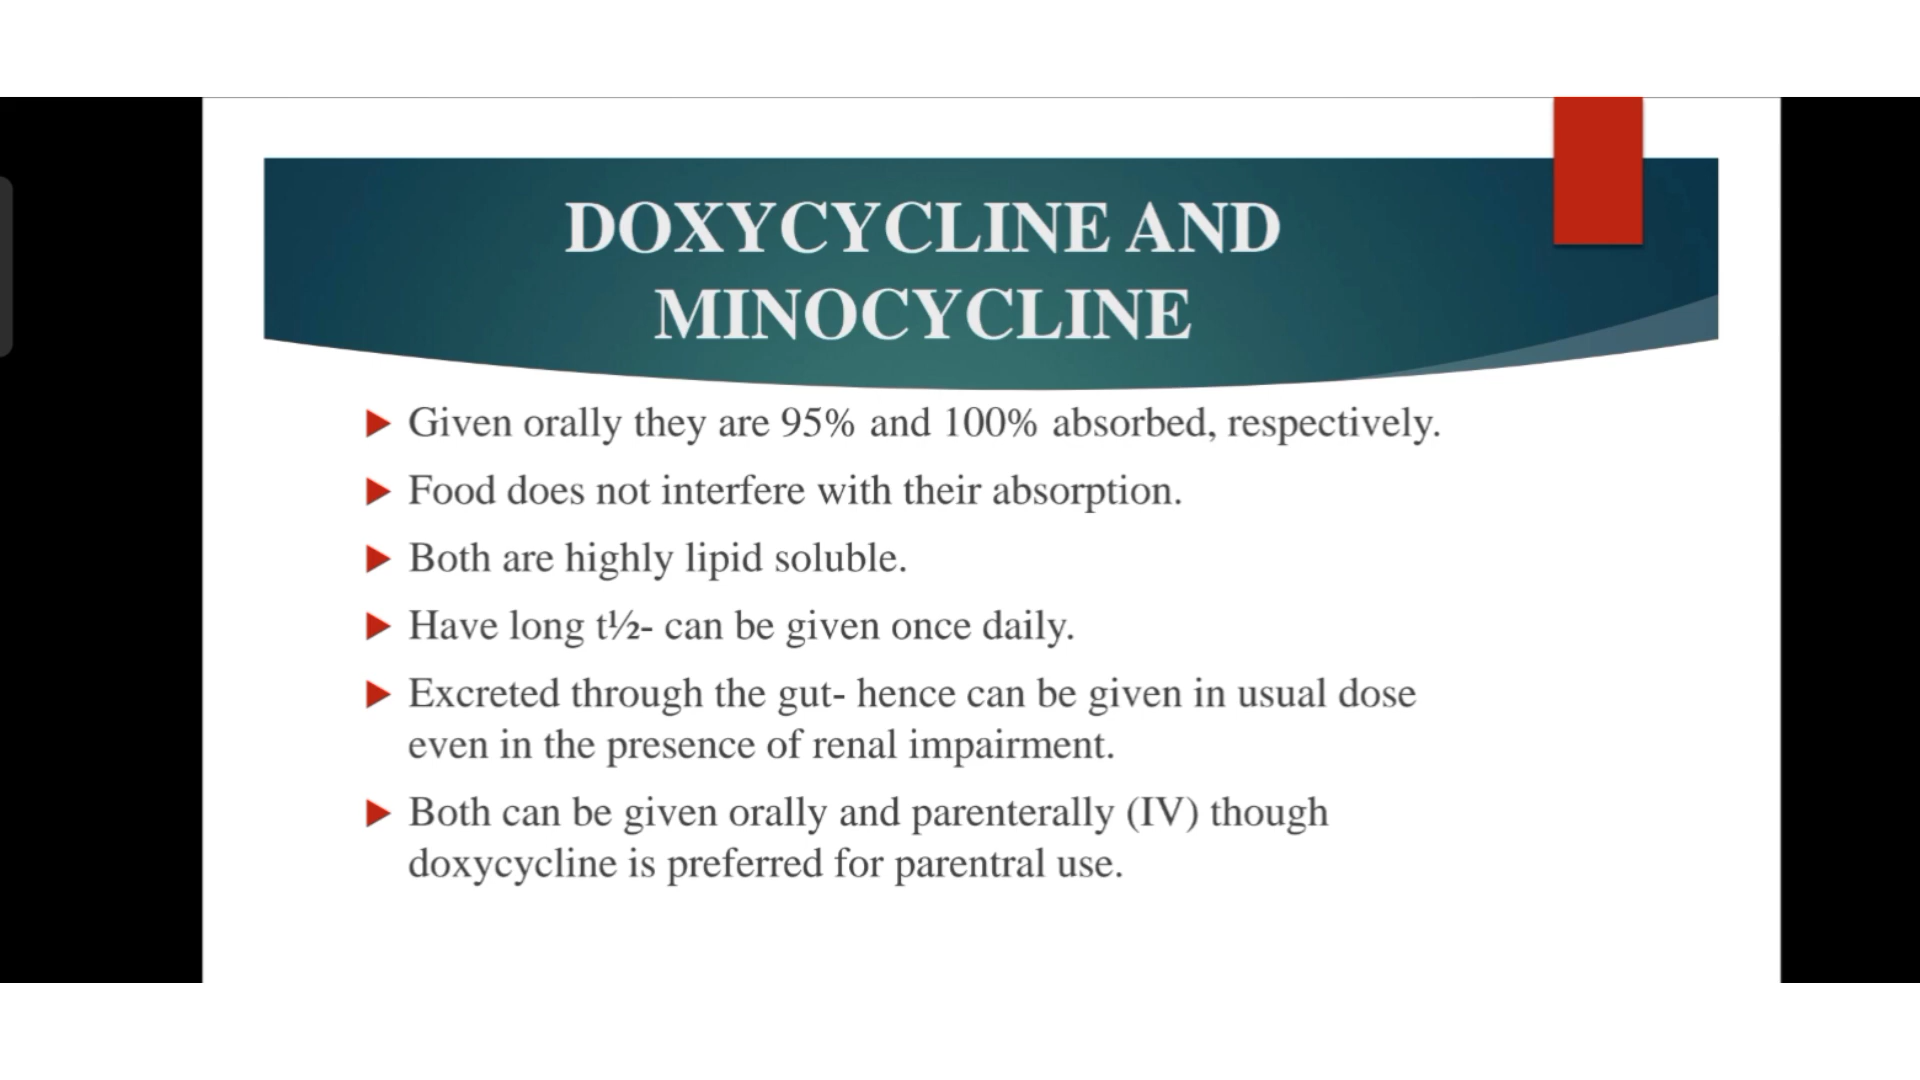 DOXYCYCLINE AND
MINOCYCLINE
Given orally they are 95% and 100% absorbed, respectively.
Food does not interfere with their absorption.
Both are highly lipid soluble.
Have long t½- can be given once daily.
Excreted through the gut- hence can be given in usual dose
even in the presence of renal impairment.
Both can be given orally and parenterally (IV) though
doxycycline is preferred for parentral use.